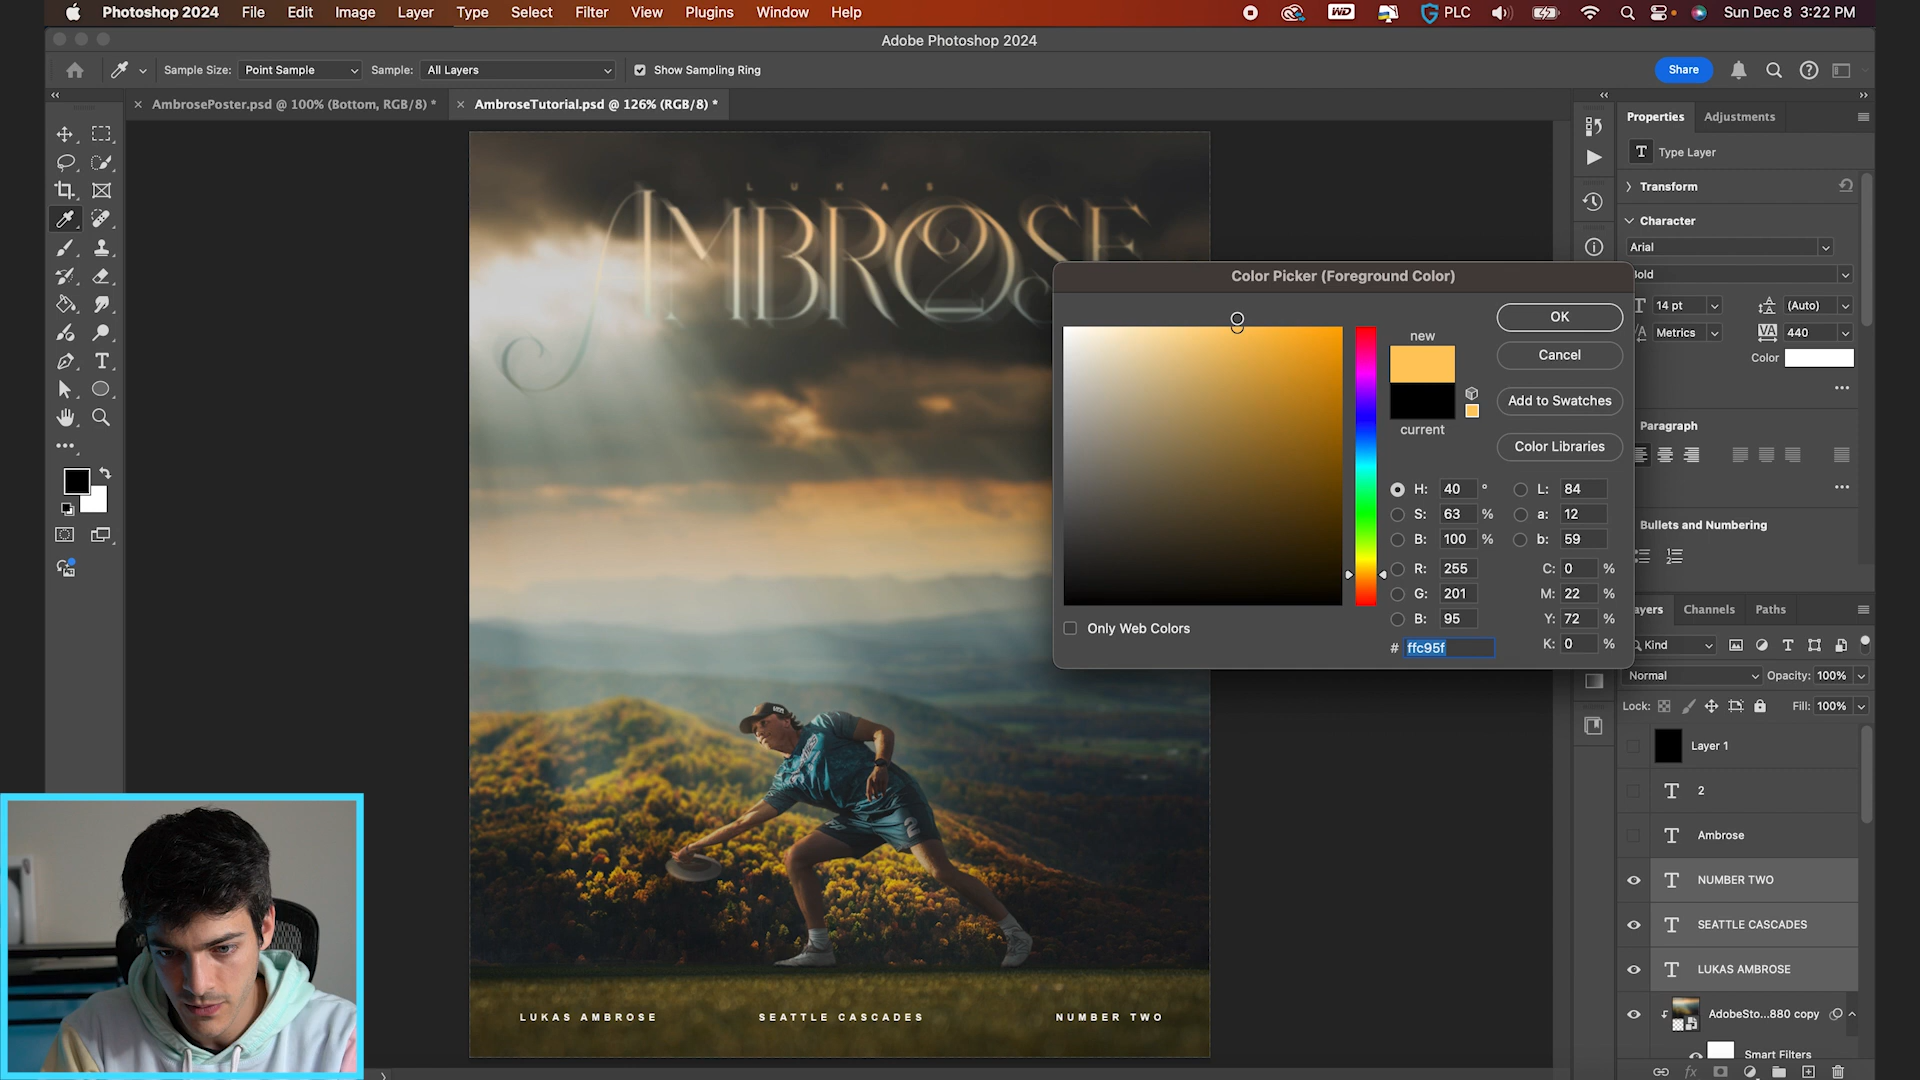 Photoshop 2024 File Edit Image Layer Type Select Filter View Plugins Window Help
WD PLC Sun Dec 8 3:22 PM
Adobe Photoshop 2024
Sample Size: Point Sample Sample: All Layers Show Sampling Ring Share
AmbrosePoster.psd @ 100% (Bottom, RGB/8) *
AmbroseTutorial.psd @ 126% (RGB/8) *
LUKAS
AMBROSE
2
LUKAS AMBROSE SEATTLE CASCADES NUMBER TWO
Color Picker (Foreground Color)
new
current
OK
Cancel
Add to Swatches
Color Libraries
H: 40 ° L: 84
S: 63 % a: 12
B: 100 % b: 59
R: 255 C: 0 %
G: 201 M: 22 %
B: 95 Y: 72 %
# ffc95f K: 0 %
Only Web Colors
Properties Adjustments
Type Layer
Transform
Character
Arial
Bold
14 pt (Auto)
Metrics 440
Color
Paragraph
Bullets and Numbering
ayers Channels Paths
Kind
Normal Opacity: 100%
Lock: Fill: 100%
Layer 1
2
Ambrose
NUMBER TWO
SEATTLE CASCADES
LUKAS AMBROSE
AdobeSto...880 copy
Smart Filters